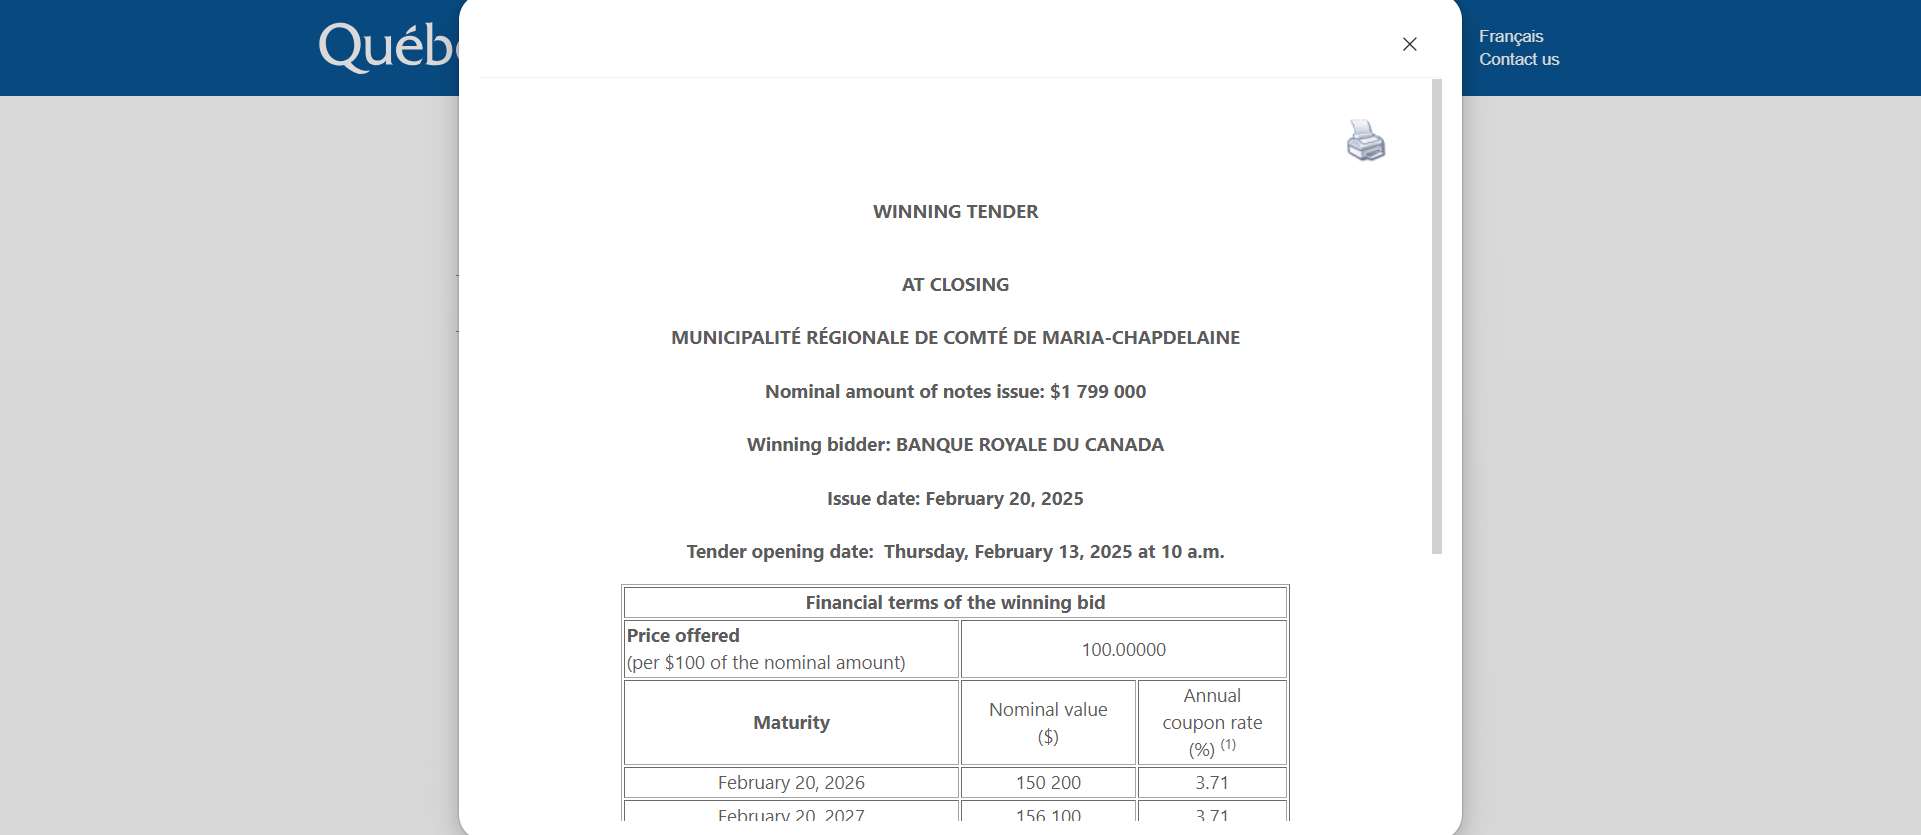 Québ
Français
Contact us
WINNING TENDER
AT CLOSING
MUNICIPALITÉ RÉGIONALE DE COMTÉ DE MARIA-CHAPDELAINE
Nominal amount of notes issue: $1 799 000
Winning bidder: BANQUE ROYALE DU CANADA
Issue date: February 20, 2025
Tender opening date: Thursday, February 13, 2025 at 10 a.m.
Financial terms of the winning bid
Price offered
(per $100 of the nominal amount)
100.00000
Maturity
Nominal value
($)
Annual
coupon rate
(%) (1)
February 20, 2026 150 200 3.71
February 20, 2027 156 100 3.71